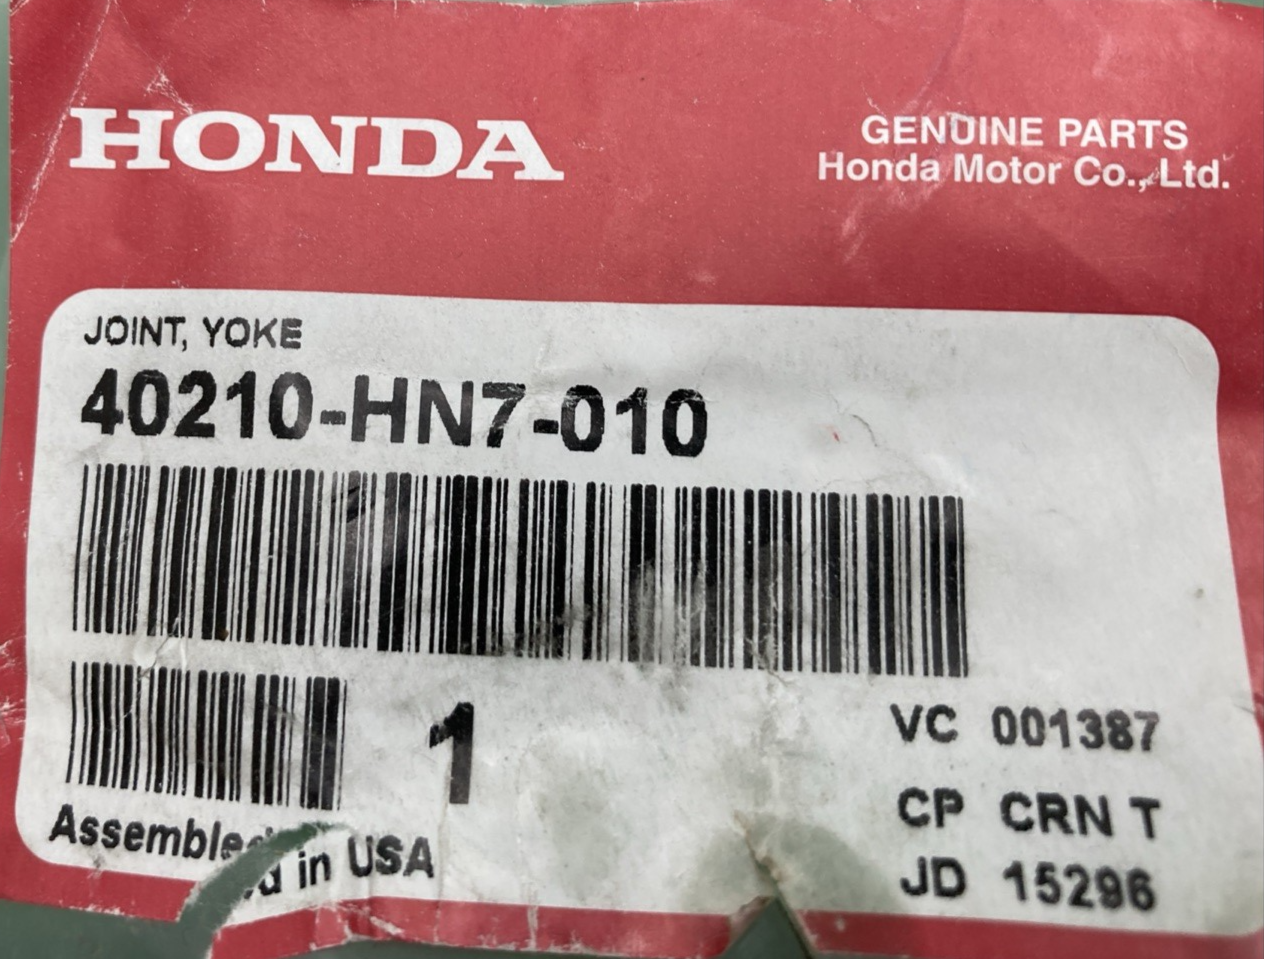 HONDA
GENUINE PARTS
Honda Motor Co., Ltd.
JOINT, YOKE
40210-HN7-010
1
VC 001387
CP CRN T
JD 15296
Assembled in USA